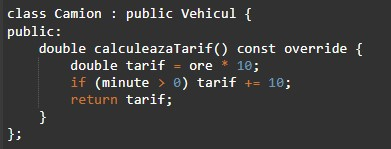 class Camion : public Vehicul {
public:
    double calculeazaTarif() const override {
        double tarif = ore * 10;
        if (minute > 0) tarif += 10;
        return tarif;
    }
};